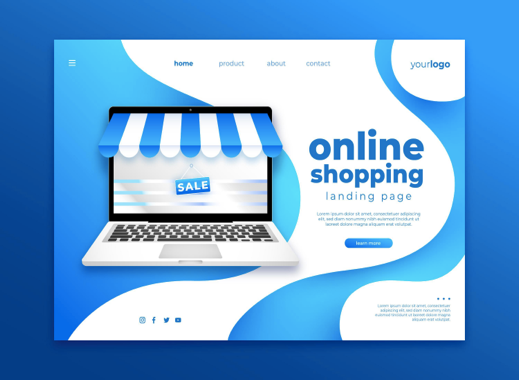 home product about contact
yourlogo
SALE
online
shopping
landing page
Lorem ipsum dolor sit amet, consectetuer adipiscing
elit, sed diam nonummy nibh euismod tincidunt ut
laoreet dolore magna aliquam erat volutpat.
learn more
Lorem ipsum dolor sit amet, consectetuer
adipiscing elit, sed diam nonummy nibh euismod
tincidunt ut laoreet dolore magna aliquam
erat volutpat.